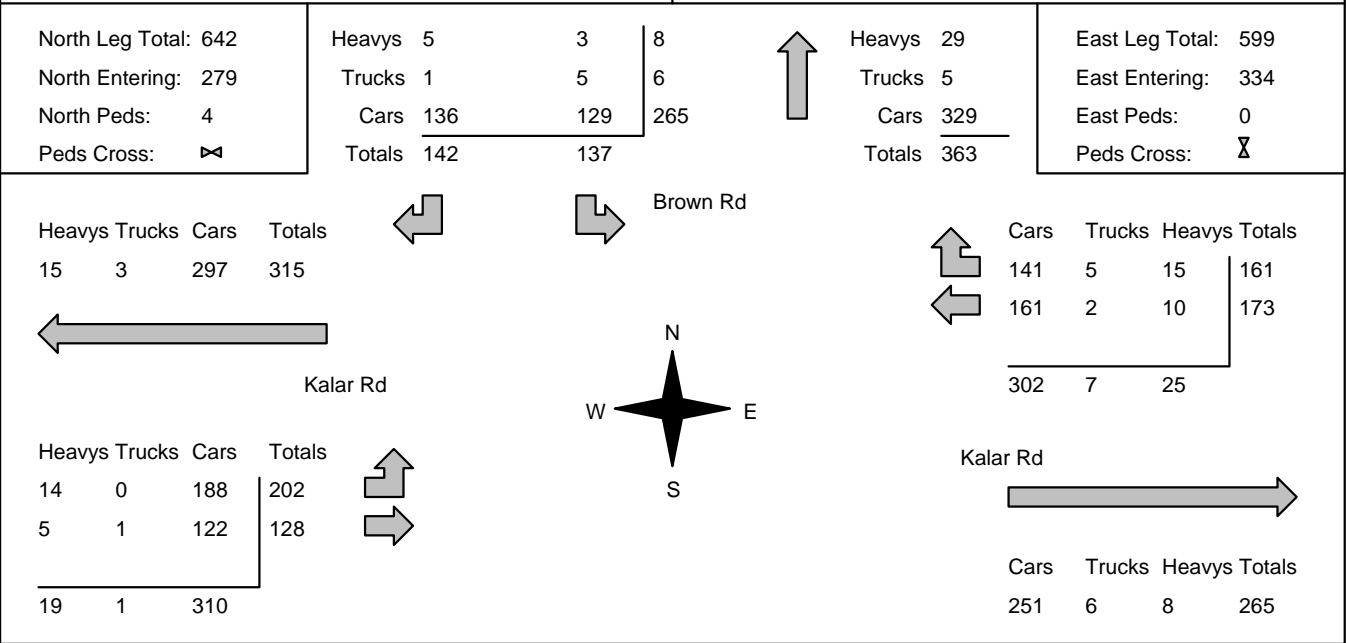 North Leg Total: 642
North Entering: 279
North Peds: 4
Peds Cross:
Heavys 5 3 8
Trucks 1 5 6
Cars 136 129 265
Totals 142 137
Heavys 29
Trucks 5
Cars 329
Totals 363
East Leg Total: 599
East Entering: 334
East Peds: 0
Peds Cross:
Brown Rd
Heavys Trucks Cars Totals
15 3 297 315
Cars Trucks Heavys Totals
141 5 15 161
161 2 10 173
302 7 25
Kalar Rd
N
W E
S
Heavys Trucks Cars Totals
14 0 188 202
5 1 122 128
19 1 310
Kalar Rd
Cars Trucks Heavys Totals
251 6 8 265